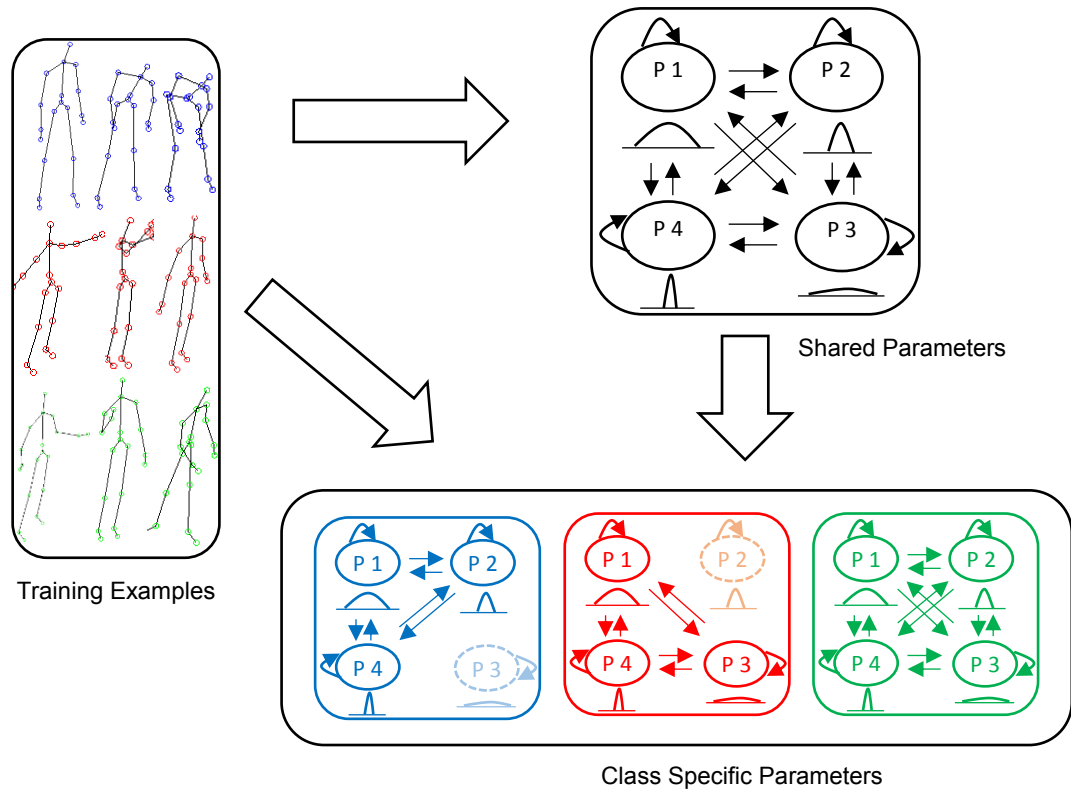 P 1
P 2
P 4
P 3
Shared Parameters
Training Examples
P 1
P 2
P 4
P 3
P 1
P 2
P 4
P 3
P 1
P 2
P 4
P 3
Class Specific Parameters